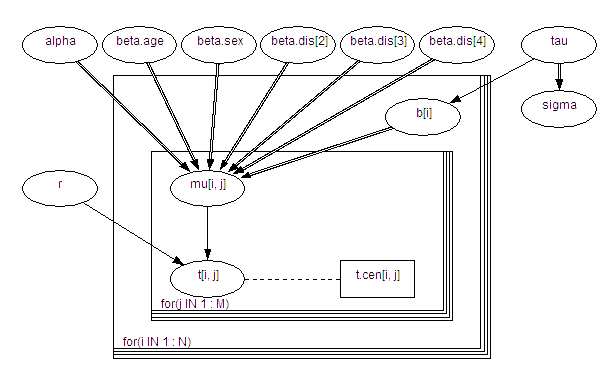 alpha
beta.age
beta.sex
beta.dis[2]
beta.dis[3]
beta.dis[4]
tau
sigma
b[i]
r
mu[i, j]
t[i, j]
t.cen[i, j]
for(j IN 1 : M)
for(i IN 1 : N)